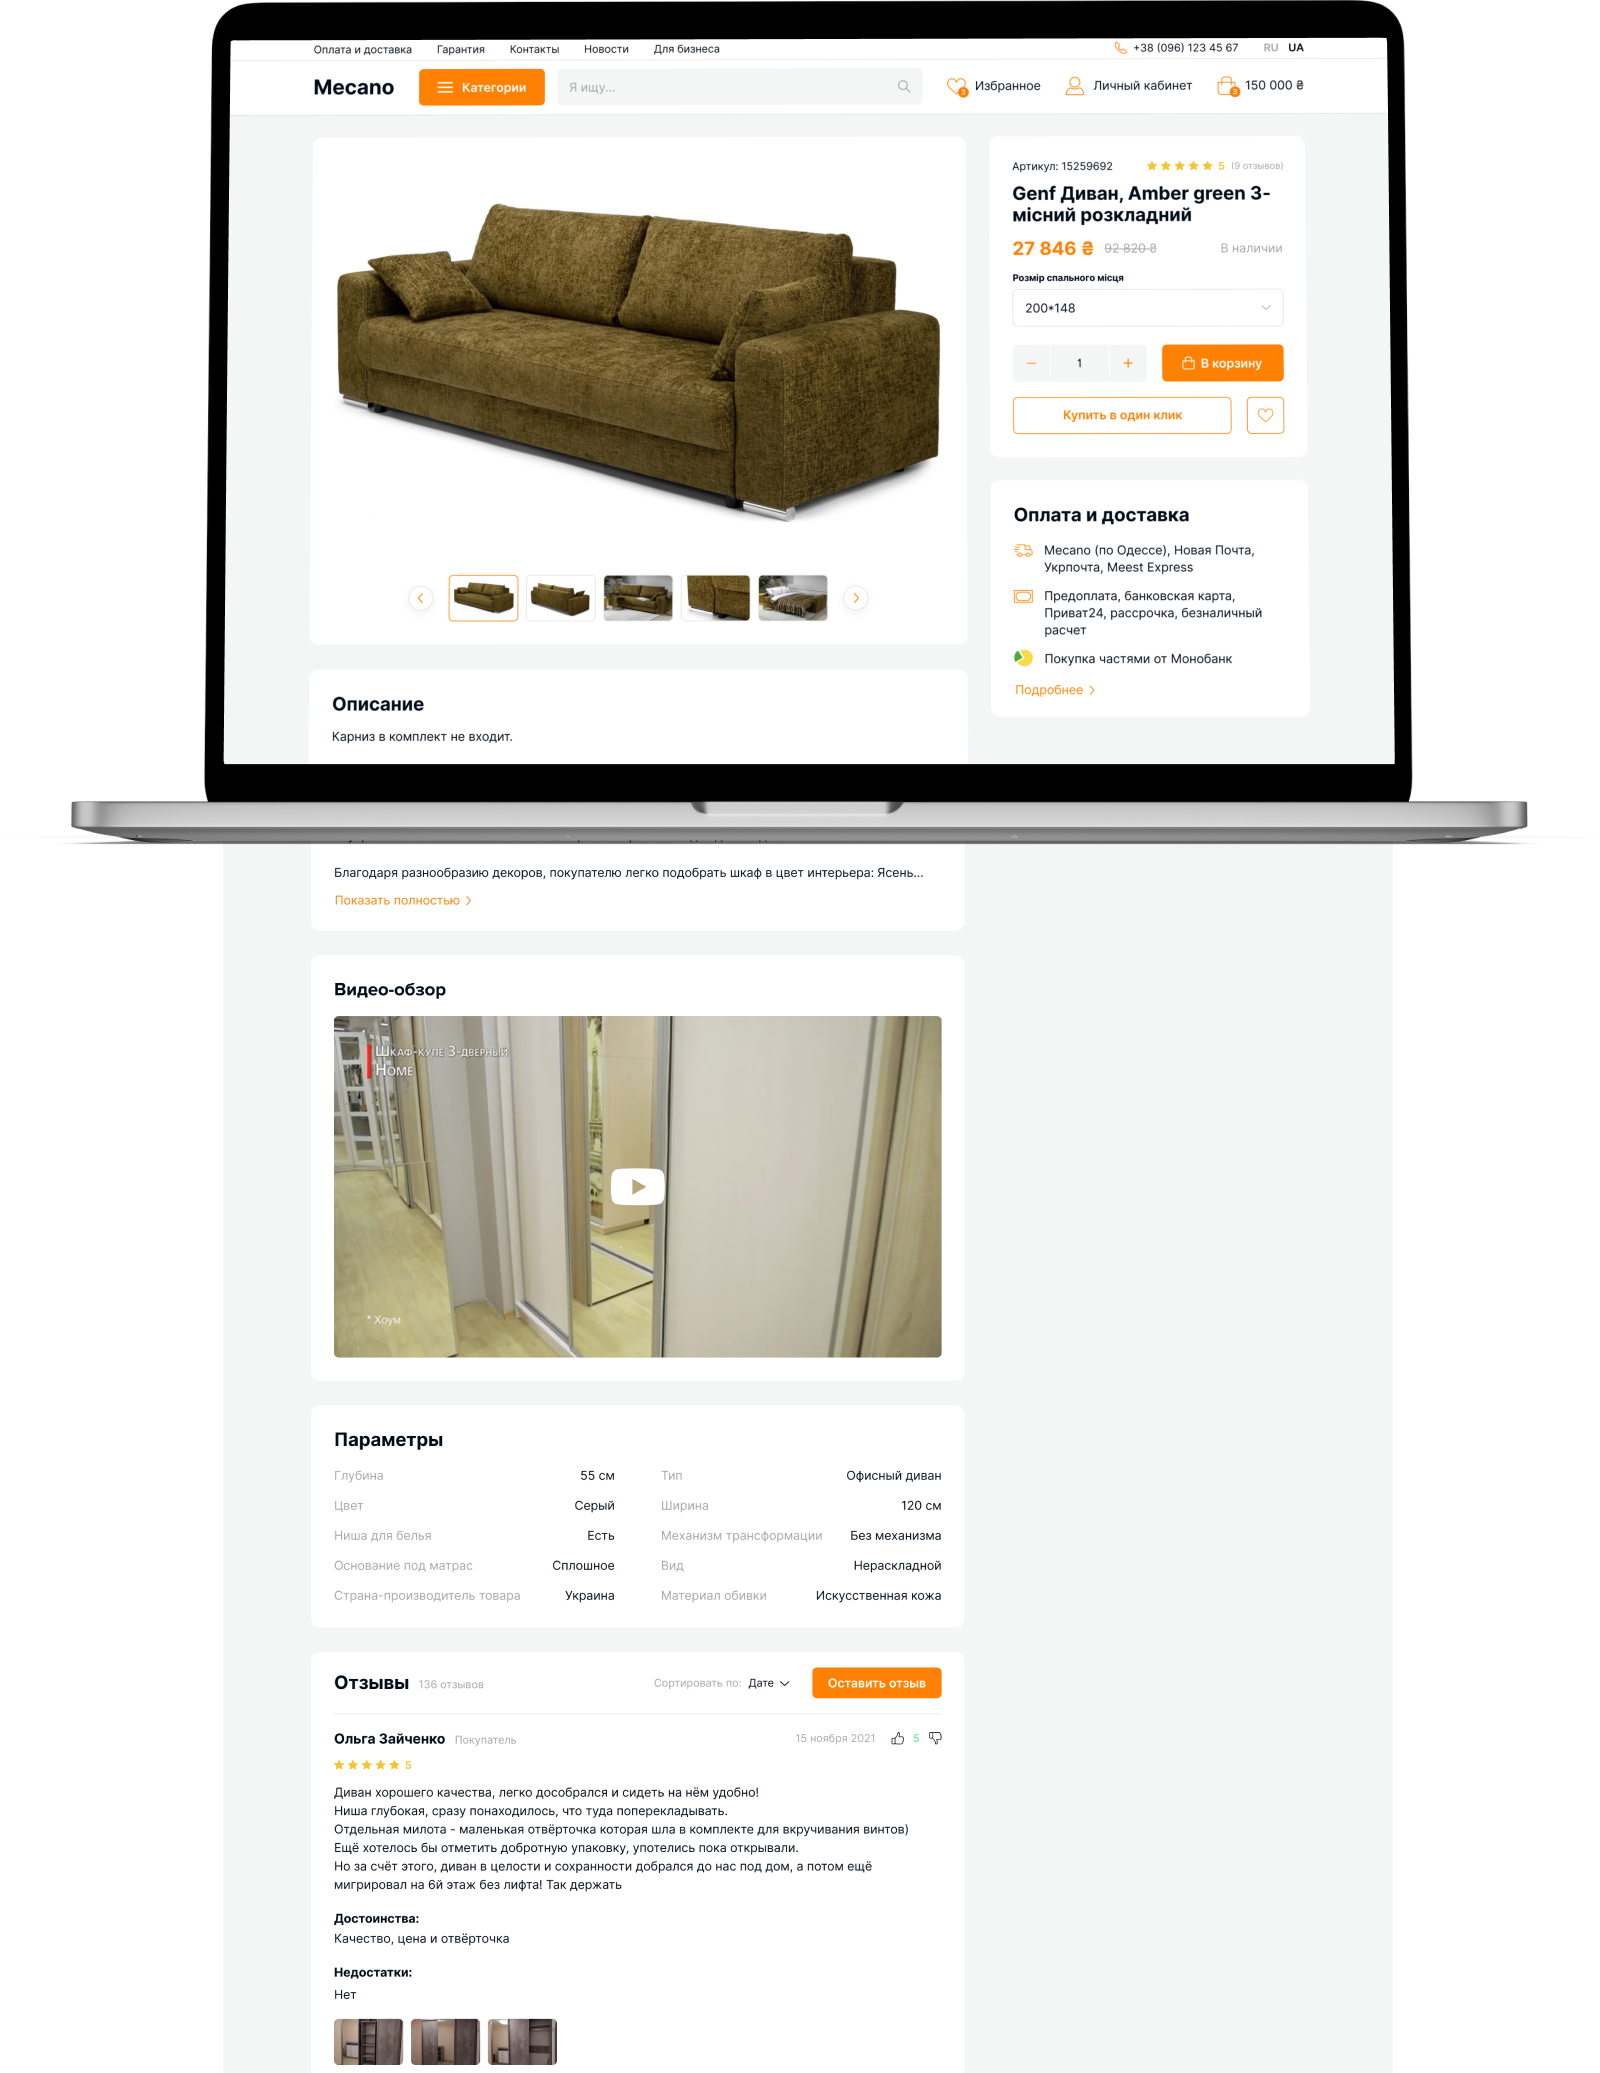 Оплата и доставка Гарантия Контакты Новости Для бизнеса +38 (096) 123 45 67 RU UA
Mecano Категории Я ищу... 3 Избранное Личный кабинет 3 150 000 ₴
Артикул: 15259692 5 (9 отзывов)
Genf Диван, Amber green 3-
місний розкладний
27 846 ₴ 92 820 ₴ В наличии
Розмір спального місця
200*148
− 1 + В корзину
Купить в один клик
Оплата и доставка
Mecano (по Одессе), Новая Почта,
Укрпочта, Meest Express
Предоплата, банковская карта,
Приват24, рассрочка, безналичный
расчет
Покупка частями от Монобанк
Подробнее
Описание
Карниз в комплект не входит.
Благодаря разнообразию декоров, покупателю легко подобрать шкаф в цвет интерьера: Ясень...
Показать полностью
Видео-обзор
Шкаф-купе 3-дверный
Home
* Хоум
Параметры
Глубина 55 см Тип Офисный диван
Цвет Серый Ширина 120 см
Ниша для белья Есть Механизм трансформации Без механизма
Основание под матрас Сплошное Вид Нераскладной
Страна-производитель товара Украина Материал обивки Искусственная кожа
Отзывы 136 отзывов Сортировать по: Дате Оставить отзыв
Ольга Зайченко Покупатель 15 ноября 2021 5
5
Диван хорошего качества, легко дособрался и сидеть на нём удобно!
Ниша глубокая, сразу понаходилось, что туда поперекладывать.
Отдельная милота - маленькая отвёрточка которая шла в комплекте для вкручивания винтов)
Ещё хотелось бы отметить добротную упаковку, употелись пока открывали.
Но за счёт этого, диван в целости и сохранности добрался до нас под дом, а потом ещё
мигрировал на 6й этаж без лифта! Так держать
Достоинства:
Качество, цена и отвёрточка
Недостатки:
Нет